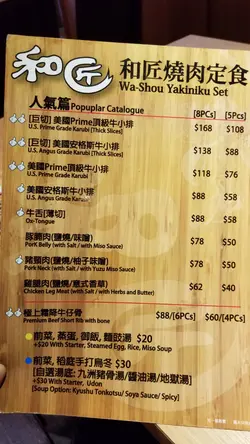 和匠
和匠燒肉定食
Wa-Shou Yakiniku Set
人氣篇 Popuplar Catalogue [8PCs] [5PCs]
[巨切] 美國Prime頂級牛小排 $168 $108
U.S. Prime Grade Karubi [Thick Slices]
[巨切] 美國安格斯牛小排 $138 $88
U.S. Angus Grade Karubi [Thick Slices]
美國Prime頂級牛小排 $118 $76
U.S. Prime Grade Karubi
美國安格斯牛小排 $88 $58
U.S. Angus Grade Karubi
牛舌[薄切] $88 $58
Ox-Tongue
豚腩肉(鹽燒/味噌) $78 $50
Pork Belly (with Salt / with Miso Sauce)
豬頸肉(鹽燒/柚子味噌) $78 $50
Pork Neck (with Salt / with Yuzu Miso Sauce)
雞腿肉(鹽燒/意式香草) $62 $40
Chicken Leg Meat (with Salt / with Herbs and Butter)
極上霜降牛仔骨 $88/[6PCs] $60/[4PCs]
Premium Beef Short Rib with bone
前菜, 蒸蛋, 御飯, 麵豉湯 $20
+$20 With Starter, Steamed Egg, Rice, Miso Soup
前菜, 稻庭手打烏冬 $30
[自選湯底: 九洲豬骨湯/醬油湯/地獄湯]
+$30 With Starter, Udon
[Soup Option: Kyushu Tonkotsu/ Soya Sauce/ Spicy]